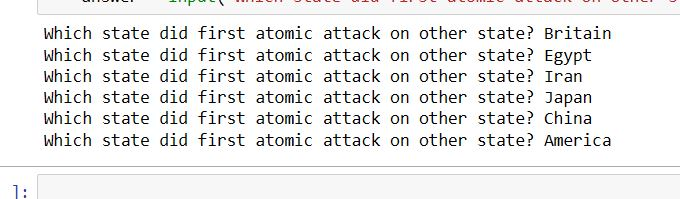 answer = input("Which state did first atomic attack on other s
Which state did first atomic attack on other state? Britain
Which state did first atomic attack on other state? Egypt
Which state did first atomic attack on other state? Iran
Which state did first atomic attack on other state? Japan
Which state did first atomic attack on other state? China
Which state did first atomic attack on other state? America
]: